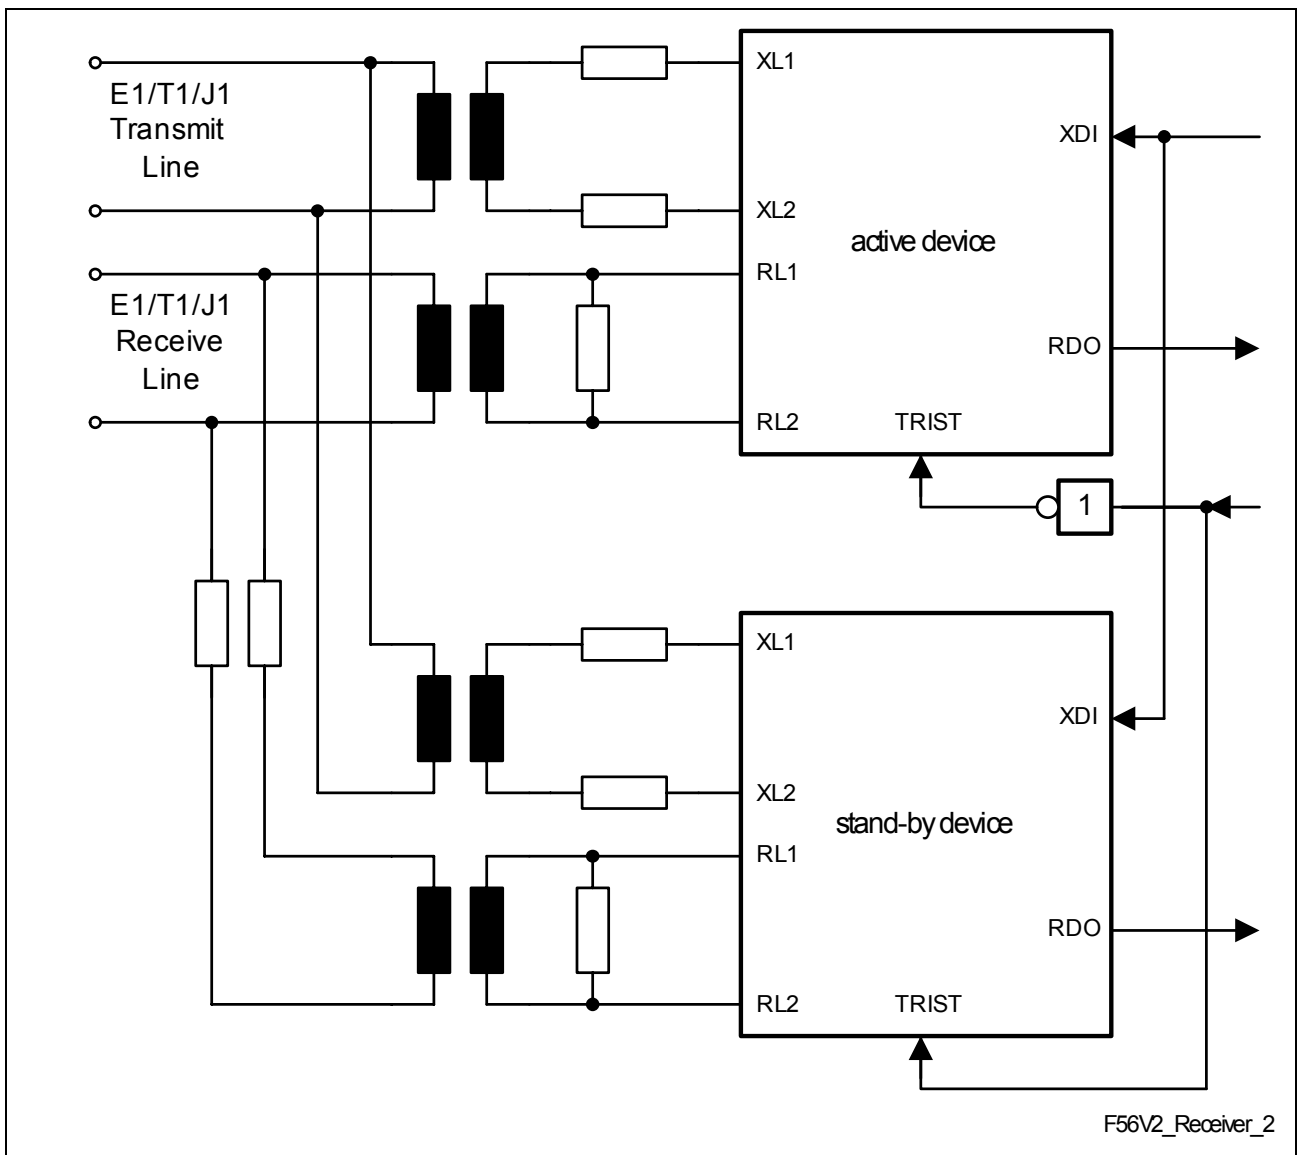 XL1
E1/T1/J1
Transmit
Line
XDI
XL2
active device
RL1
E1/T1/J1
Receive
Line
RDO
RL2
TRIST
1
XL1
XDI
XL2
stand-by device
RL1
RDO
RL2
TRIST
F56V2_Receiver_2